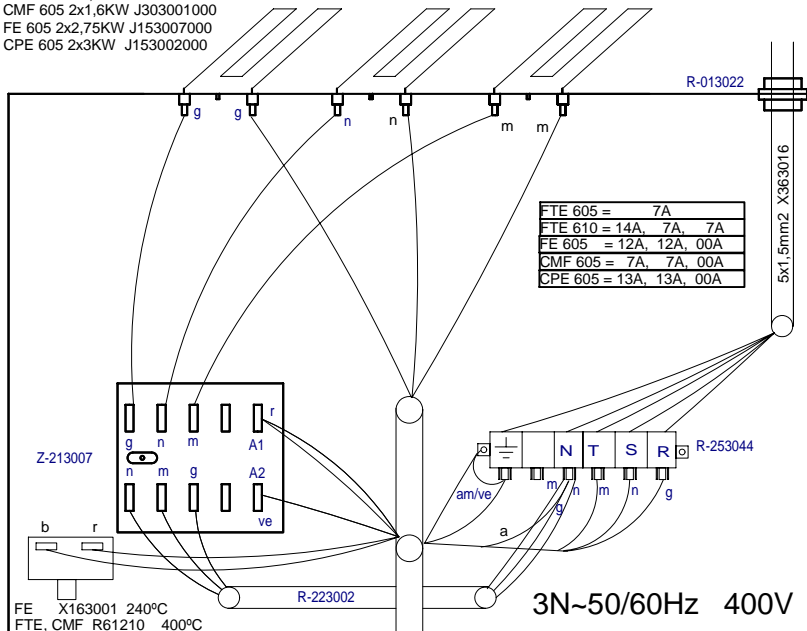 CMF 605 2x1,6KW J303001000
FE 605 2x2,75KW J153007000
CPE 605 2x3KW J153002000
R-013022
g
g
n
n
m
m
5x1,5mm2 X363016
FTE 605 = 7A
FTE 610 = 14A, 7A, 7A
FE 605 = 12A, 12A, 00A
CMF 605 = 7A, 7A, 00A
CPE 605 = 13A, 13A, 00A
r
g n m A1
Z-213007
n m g A2
ve
N T S R
R-253044
am/ve
m n m n g
g
a
b r
R-223002
3N~50/60Hz 400V
FE X163001 240ºC
FTE, CMF R61210 400ºC